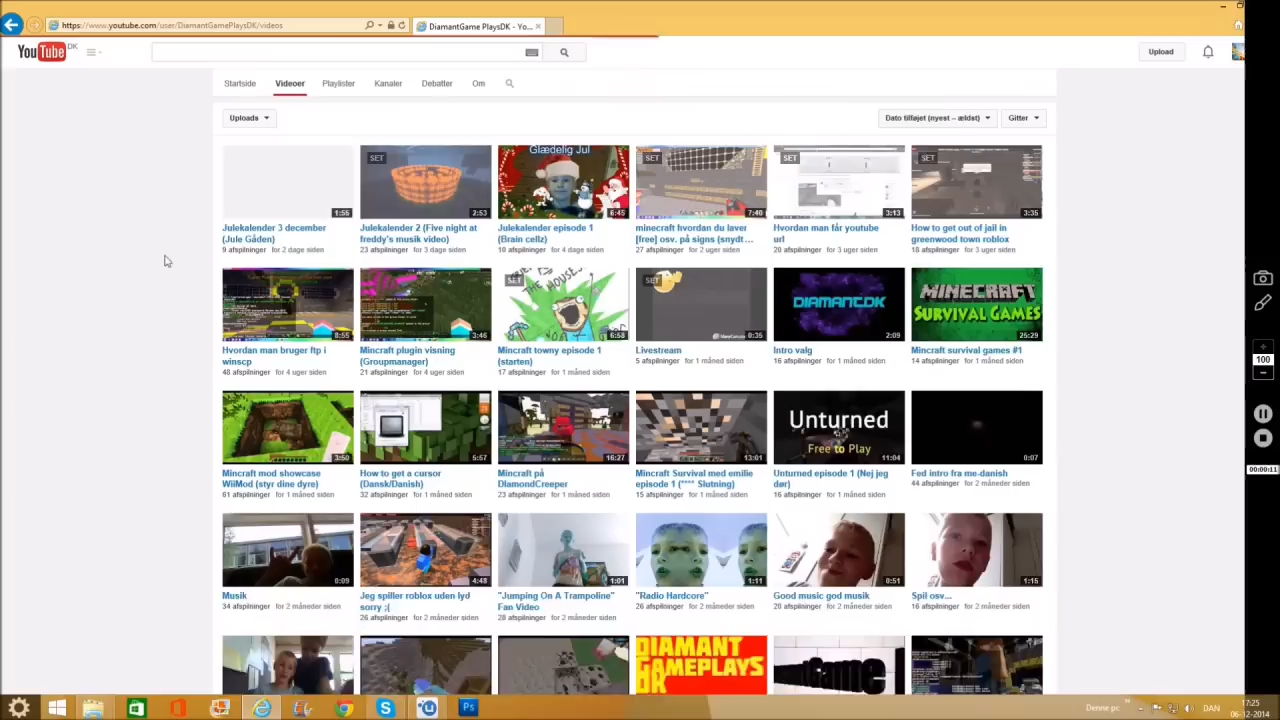 https://www.youtube.com/user/DiamantGamePlaysDK/videos
DiamantGame PlaysDK - Yo...
YouTube DK
Upload
Startside Videoer Playlister Kanaler Debatter Om
Uploads
Dato tilføjet (nyest – ældst)
Gitter
1:55
SET
2:53
Glædelig Jul
6:45
SET
7:40
SET
3:13
SET
3:35
Julekalender 3 december (Jule Gåden)
9 afspilninger for 2 dage siden
Julekalender 2 (Five night at freddy's musik video)
23 afspilninger for 3 dage siden
Julekalender episode 1 (Brain cellz)
10 afspilninger for 4 dage siden
minecraft hvordan du laver [free] osv. på signs (snydt ...
27 afspilninger for 2 uger siden
Hvordan man får youtube url
20 afspilninger for 3 uger siden
How to get out of jail in greenwood town roblox
18 afspilninger for 3 uger siden
8:55
3:46
SET
THE HOUSE
6:58
SET
0:35
DIAMANT.DK
2:09
MINECRAFT
SURVIVAL GAMES
25:29
Hvordan man bruger ftp i winscp
48 afspilninger for 4 uger siden
Mincraft plugin visning (Groupmanager)
21 afspilninger for 4 uger siden
Mincraft towny episode 1 (starten)
17 afspilninger for 1 måned siden
Livestream
5 afspilninger for 1 måned siden
Intro valg
16 afspilninger for 1 måned siden
Mincraft survival games #1
14 afspilninger for 1 måned siden
3:50
5:57
16:27
13:01
Unturned
Free to Play
11:04
0:07
Mincraft mod showcase WiiMod (styr dine dyre)
61 afspilninger for 1 måned siden
How to get a cursor (Dansk/Danish)
32 afspilninger for 1 måned siden
Mincraft på DIamondCreeper
23 afspilninger for 1 måned siden
Mincraft Survival med emilie episode 1 (**** Slutning)
15 afspilninger for 1 måned siden
Unturned episode 1 (Nej jeg dør)
16 afspilninger for 1 måned siden
Fed intro fra me-danish
44 afspilninger for 2 måneder siden
0:09
4:48
1:01
1:11
0:51
1:15
Musik
34 afspilninger for 2 måneder siden
Jeg spiller roblox uden lyd sorry ;(
26 afspilninger for 2 måneder siden
"Jumping On A Trampoline" Fan Video
28 afspilninger for 2 måneder siden
"Radio Hardcore"
26 afspilninger for 2 måneder siden
Good music god musik
20 afspilninger for 2 måneder siden
Spil osv...
16 afspilninger for 2 måneder siden
DIAMANT
GAMEPLAYS
DK
100
00:00:11
Denne pc
DAN
17:25
06-12-2014